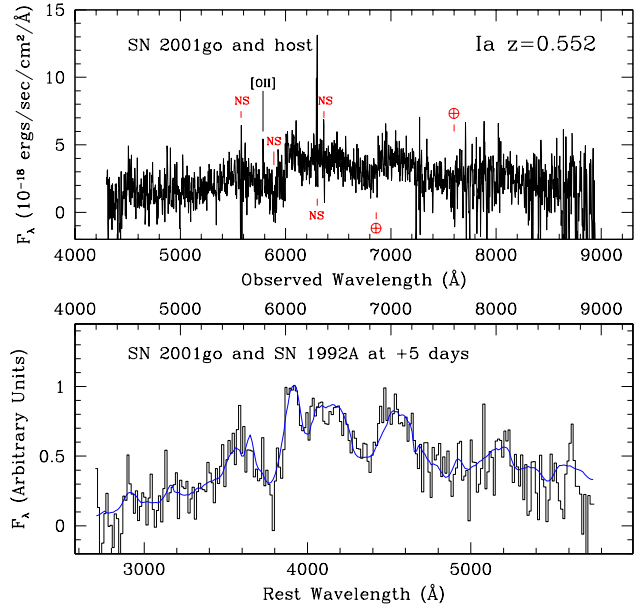 SN 2001go and host
Ia z=0.552
[OII]
NS
NS
NS
NS
⊕
⊕
15
10
5
0
F_λ (10⁻¹⁸ ergs/sec/cm²/Å)
4000 5000 6000 7000 8000 9000
Observed Wavelength (Å)
4000 5000 6000 7000 8000 9000
SN 2001go and SN 1992A at +5 days
1
0.5
0
F_λ (Arbitrary Units)
3000 4000 5000
Rest Wavelength (Å)